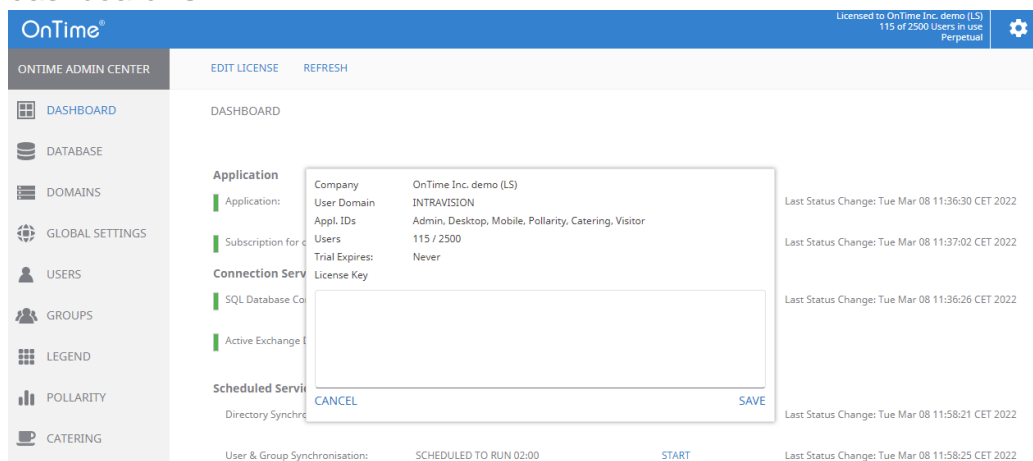 OnTime®
Licensed to OnTime Inc. demo (LS)
115 of 2500 Users in use
Perpetual
ONTIME ADMIN CENTER
EDIT LICENSE REFRESH
DASHBOARD
DASHBOARD
DATABASE
DOMAINS
GLOBAL SETTINGS
USERS
GROUPS
LEGEND
POLLARITY
CATERING
Application
Application:
Last Status Change: Tue Mar 08 11:36:30 CET 2022
Subscription for
Last Status Change: Tue Mar 08 11:37:02 CET 2022
Connection Serv
SQL Database Co
Last Status Change: Tue Mar 08 11:36:26 CET 2022
Active Exchange
Scheduled Servi
Directory Synchro
Last Status Change: Tue Mar 08 11:58:21 CET 2022
User & Group Synchronisation: SCHEDULED TO RUN 02:00 START Last Status Change: Tue Mar 08 11:58:25 CET 2022
Company OnTime Inc. demo (LS)
User Domain INTRAVISION
Appl. IDs Admin, Desktop, Mobile, Pollarity, Catering, Visitor
Users 115 / 2500
Trial Expires: Never
License Key
CANCEL SAVE